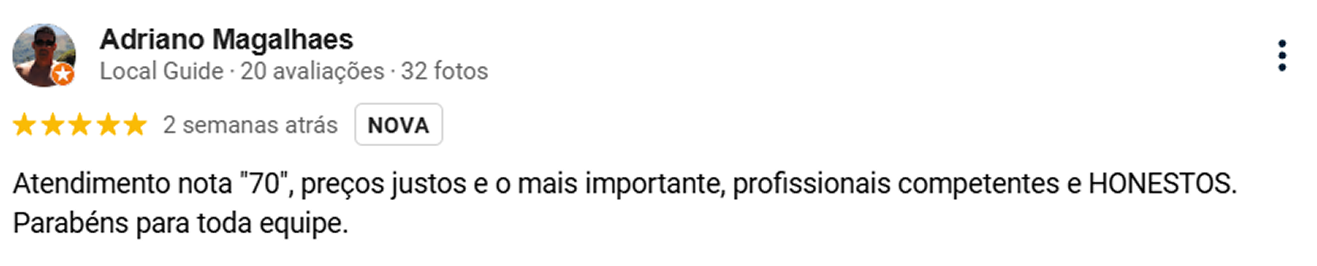 Adriano Magalhaes
Local Guide · 20 avaliações · 32 fotos
2 semanas atrás NOVA
Atendimento nota "70", preços justos e o mais importante, profissionais competentes e HONESTOS.
Parabéns para toda equipe.